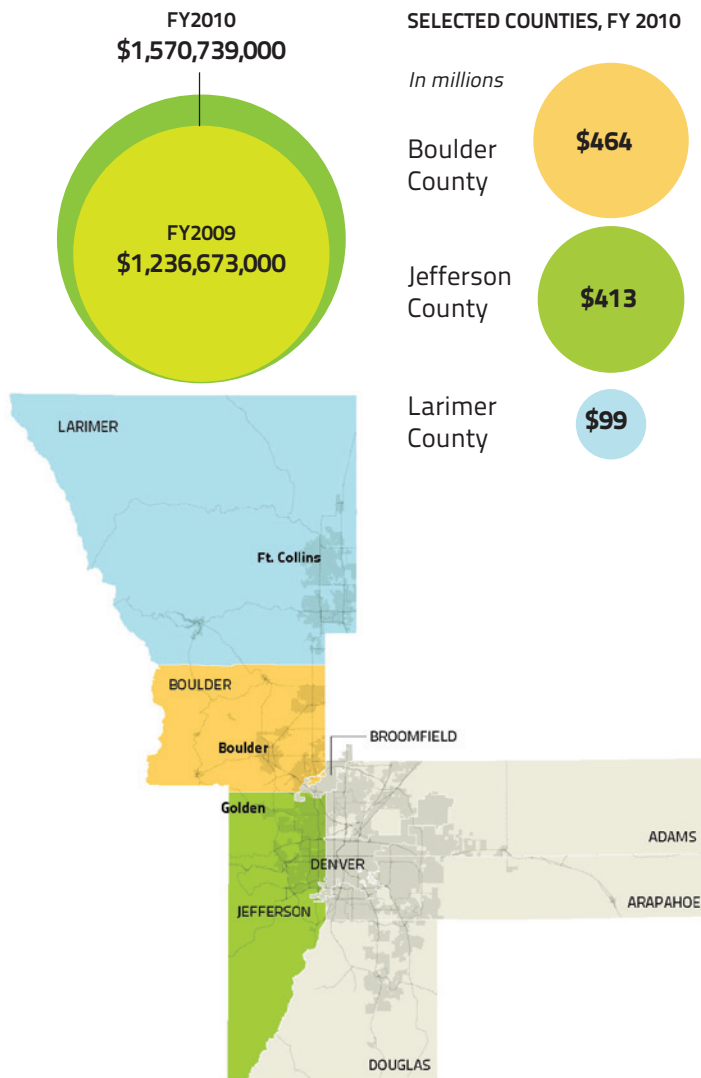 FY2010
$1,570,739,000
FY2009
$1,236,673,000
SELECTED COUNTIES, FY 2010
In millions
Boulder
County
$464
Jefferson
County
$413
Larimer
County
$99
LARIMER
Ft. Collins
BOULDER
Boulder
BROOMFIELD
Golden
ADAMS
DENVER
ARAPAHOE
JEFFERSON
DOUGLAS